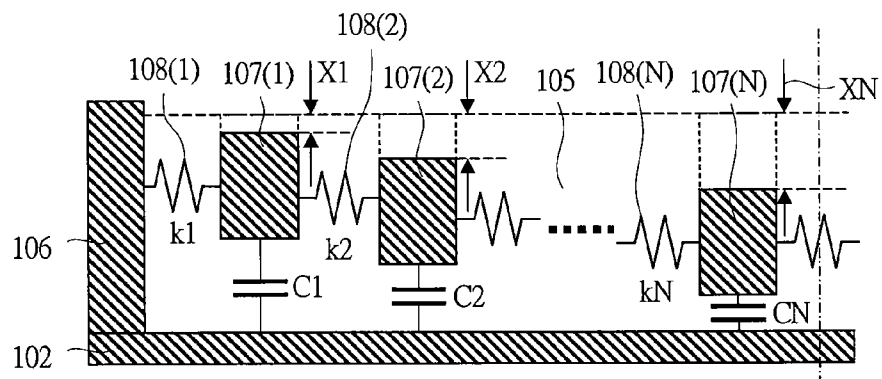 108(2)
108(1)
107(1)
X1
107(2)
X2
105
108(N)
107(N)
XN
106
k1
k2
kN
C1
C2
CN
102